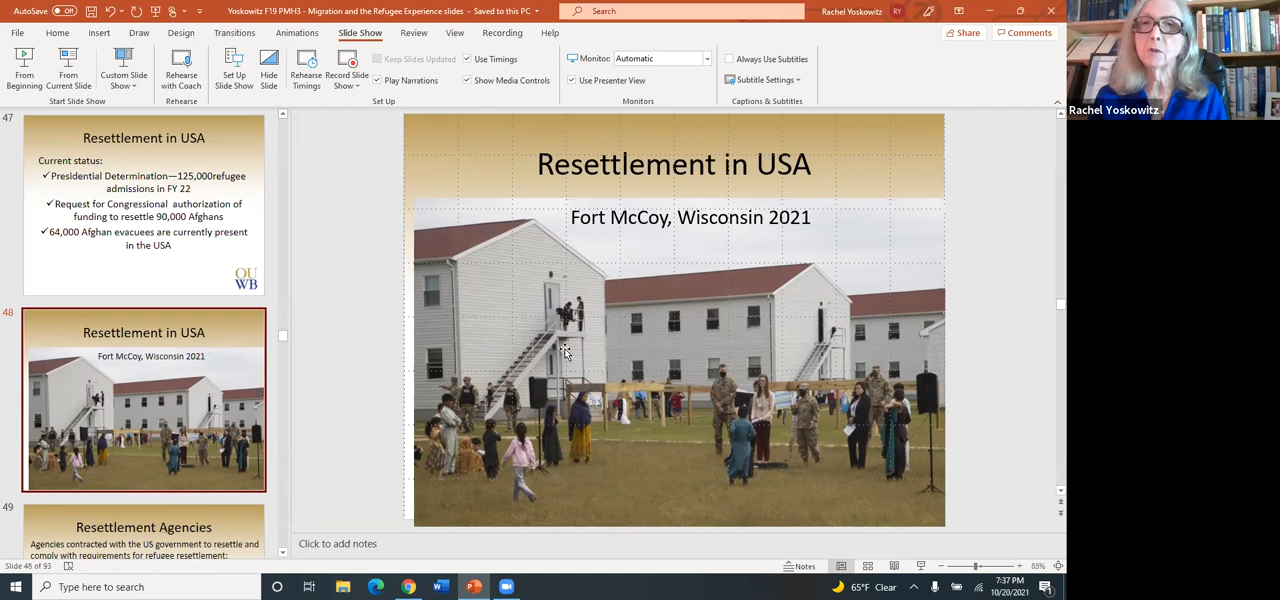 AutoSave Off
Yoskowitz F19 PMH3 - Migration and the Refugee Experience slides - Saved to this PC
Search
Rachel Yoskowitz RY
File Home Insert Draw Design Transitions Animations Slide Show Review View Recording Help
Share Comments
From Beginning
From Current Slide
Custom Slide Show
Start Slide Show
Rehearse with Coach
Rehearse
Set Up Slide Show
Hide Slide
Rehearse Timings
Record Slide Show
Keep Slides Updated
Play Narrations
Use Timings
Show Media Controls
Set Up
Monitor: Automatic
Use Presenter View
Monitors
Always Use Subtitles
Subtitle Settings
Captions & Subtitles
Rachel Yoskowitz
47
Resettlement in USA
Current status:
Presidential Determination—125,000refugee
admissions in FY 22
Request for Congressional authorization of
funding to resettle 90,000 Afghans
64,000 Afghan evacuees are currently present
in the USA
OU
WB
48
Resettlement in USA
Fort McCoy, Wisconsin 2021
49
Resettlement Agencies
Agencies contracted with the US government to resettle and
comply with requirements for refugee resettlement:
Resettlement in USA
Fort McCoy, Wisconsin 2021
Click to add notes
Slide 48 of 93
Notes
85%
Type here to search
65°F Clear
7:37 PM
10/20/2021
1